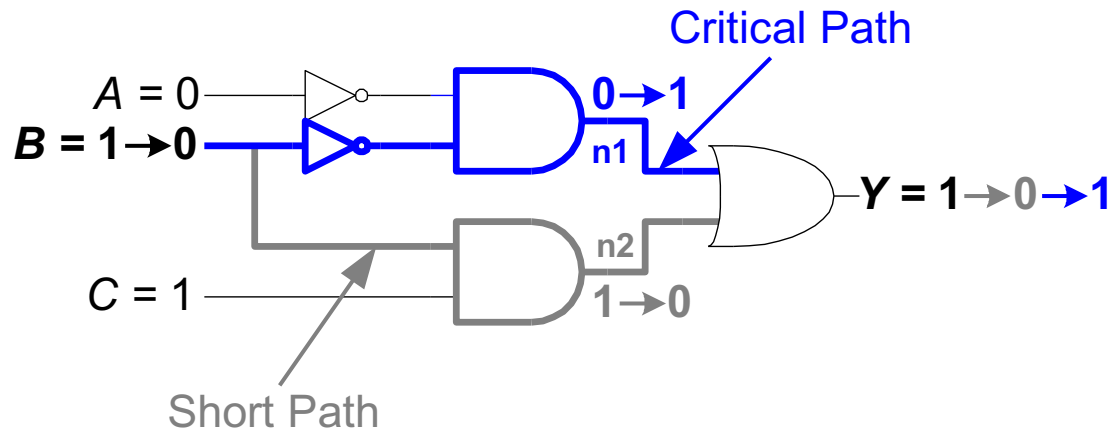 Critical Path
A = 0
0→1
B = 1→0
n1
Y = 1→0→1
n2
C = 1
1→0
Short Path